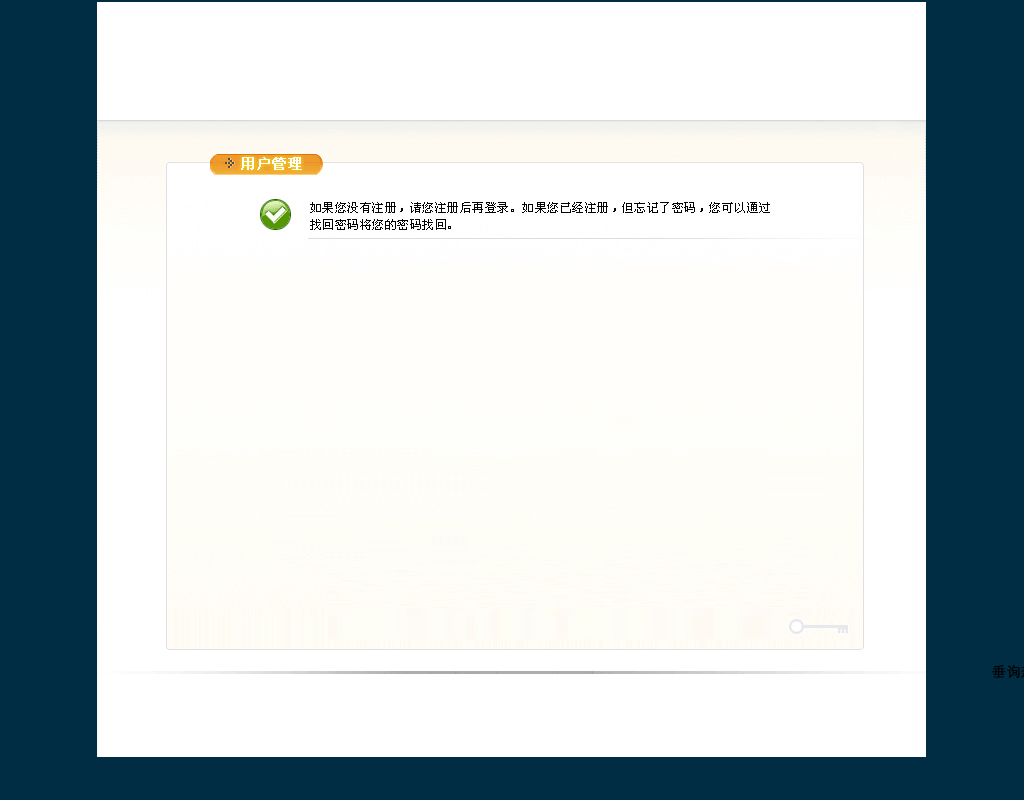 用户管理
如果您没有注册，请您注册后再登录。如果您已经注册，但忘记了密码，您可以通过
找回密码将您的密码找回。
垂询